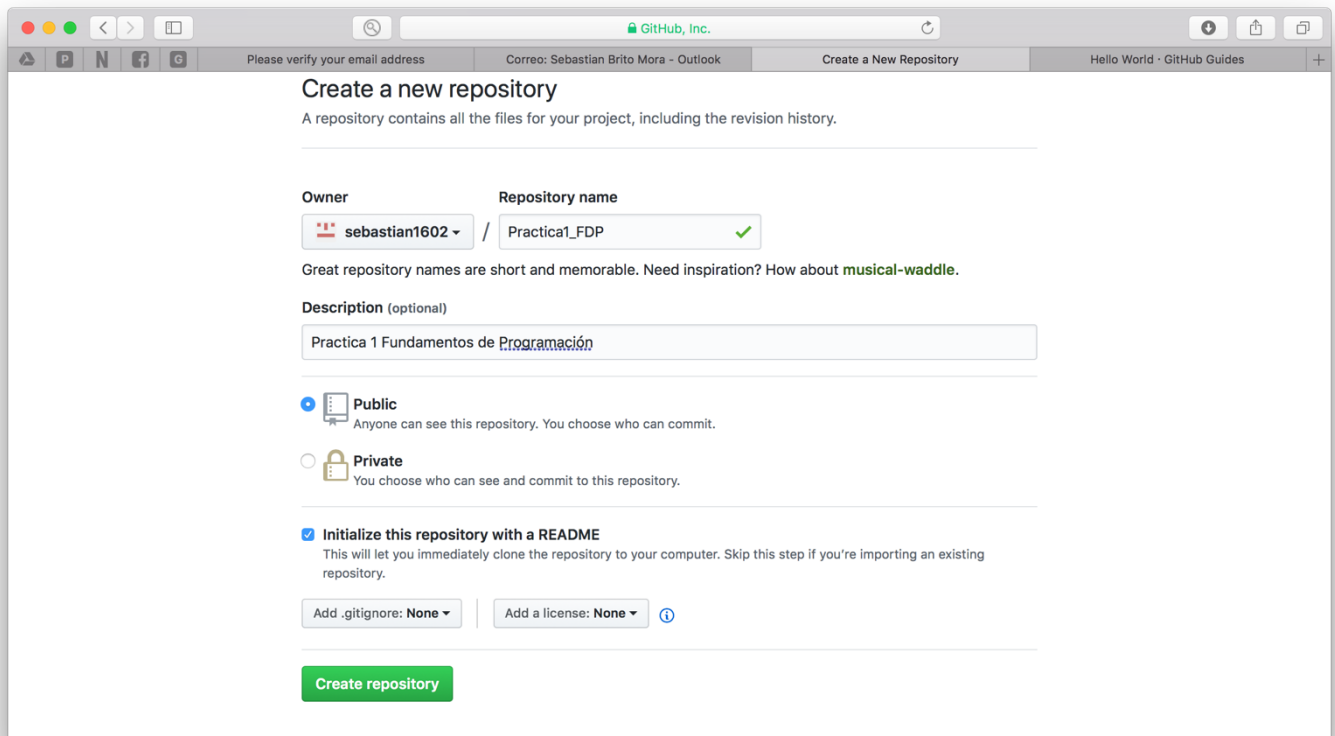 GitHub, Inc.
P
N
f
G
Please verify your email address
Correo: Sebastian Brito Mora - Outlook
Create a New Repository
Hello World · GitHub Guides
Create a new repository
A repository contains all the files for your project, including the revision history.
Owner
Repository name
sebastian1602
/
Practica1_FDP
Great repository names are short and memorable. Need inspiration? How about musical-waddle.
Description (optional)
Practica 1 Fundamentos de Programación
Public
Anyone can see this repository. You choose who can commit.
Private
You choose who can see and commit to this repository.
Initialize this repository with a README
This will let you immediately clone the repository to your computer. Skip this step if you’re importing an existing
repository.
Add .gitignore: None
Add a license: None
Create repository